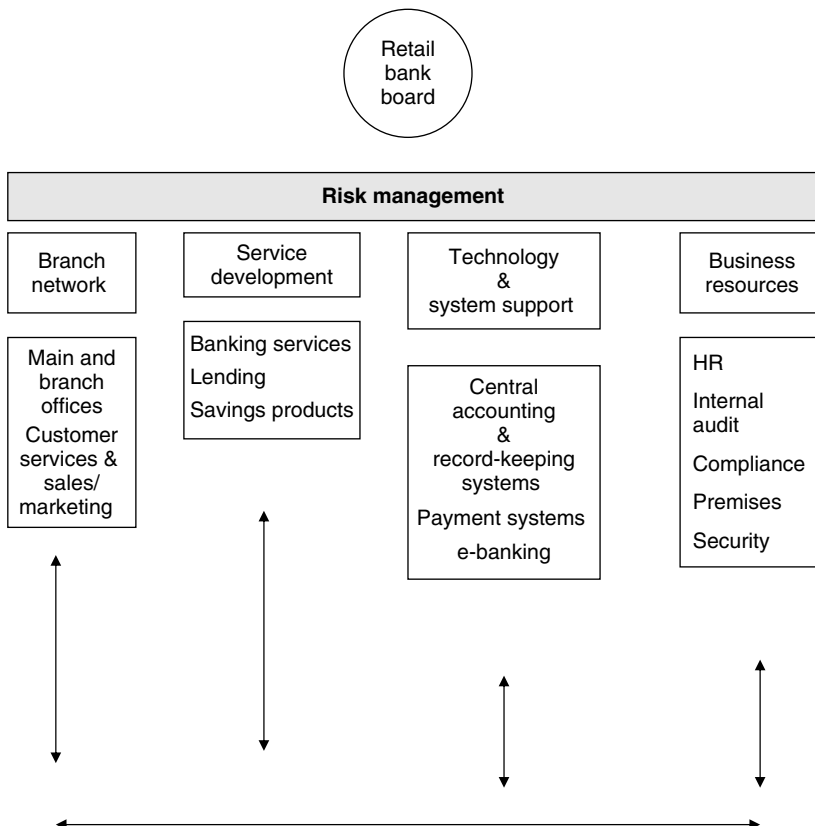 Retail
bank
board
Risk management
Branch
network
Service
development
Technology
&
system support
Business
resources
Main and
branch
offices
Customer
services &
sales/
marketing
Banking services
Lending
Savings products
Central
accounting
&
record-keeping
systems
Payment systems
e-banking
HR
Internal
audit
Compliance
Premises
Security